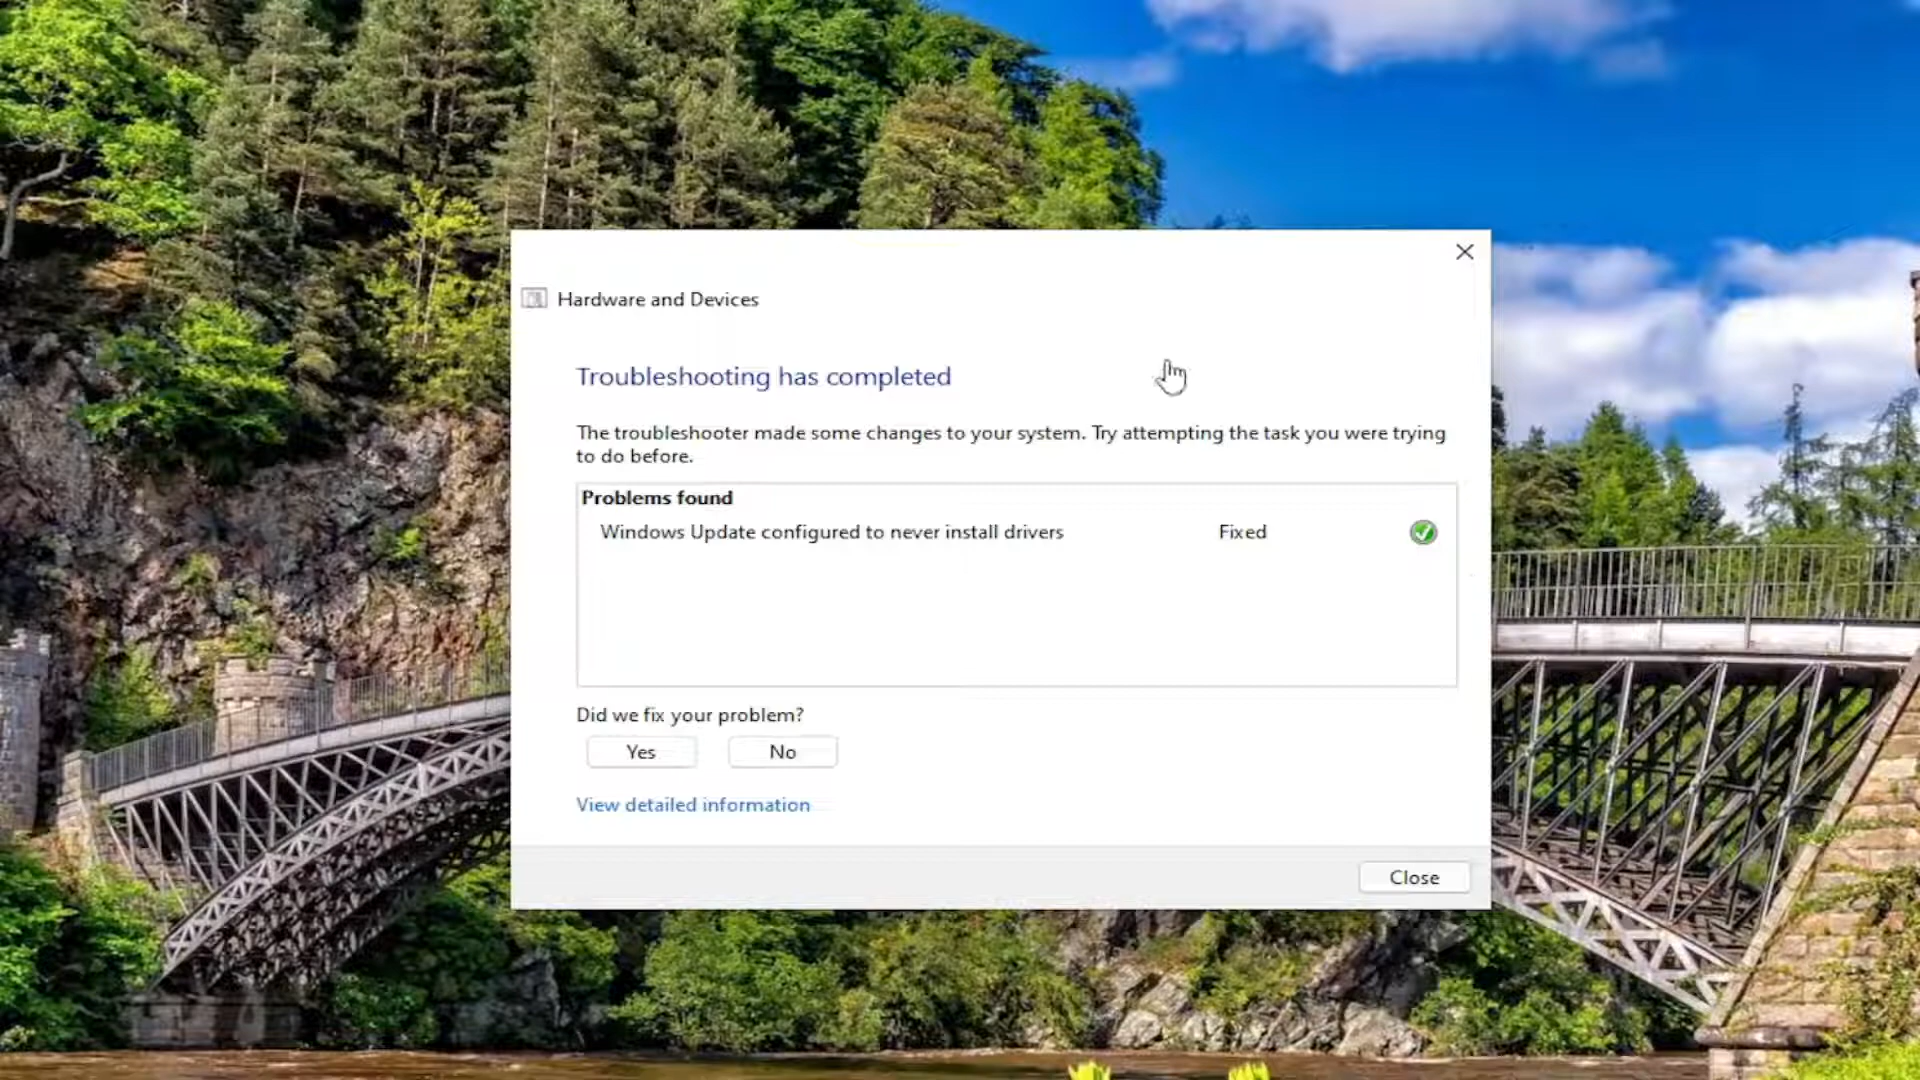 Hardware and Devices
Troubleshooting has completed
The troubleshooter made some changes to your system. Try attempting the task you were trying
to do before.
Problems found
Windows Update configured to never install drivers Fixed
Did we fix your problem?
Yes No
View detailed information
Close